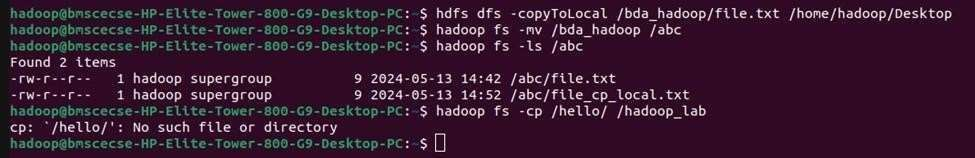 hadoop@bmscecse-HP-Elite-Tower-800-G9-Desktop-PC:~$ hdfs dfs -copyToLocal /bda_hadoop/file.txt /home/hadoop/Desktop
hadoop@bmscecse-HP-Elite-Tower-800-G9-Desktop-PC:~$ hadoop fs -mv /bda_hadoop /abc
hadoop@bmscecse-HP-Elite-Tower-800-G9-Desktop-PC:~$ hadoop fs -ls /abc
Found 2 items
-rw-r--r--   1 hadoop supergroup          9 2024-05-13 14:42 /abc/file.txt
-rw-r--r--   1 hadoop supergroup          9 2024-05-13 14:52 /abc/file_cp_local.txt
hadoop@bmscecse-HP-Elite-Tower-800-G9-Desktop-PC:~$ hadoop fs -cp /hello/ /hadoop_lab
cp: `/hello/': No such file or directory
hadoop@bmscecse-HP-Elite-Tower-800-G9-Desktop-PC:~$